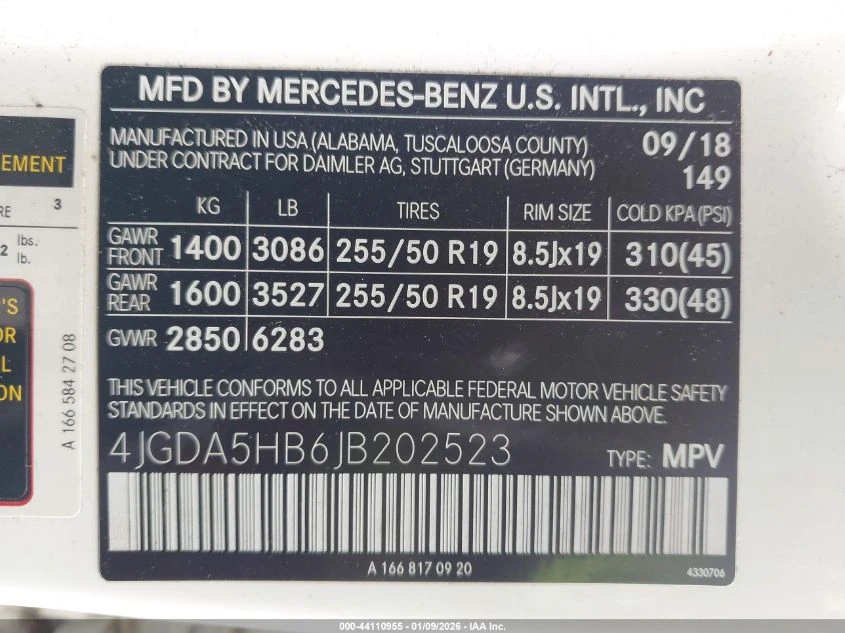 MFD BY MERCEDES-BENZ U.S. INTL., INC
MANUFACTURED IN USA (ALABAMA, TUSCALOOSA COUNTY) 09/18
UNDER CONTRACT FOR DAIMLER AG, STUTTGART (GERMANY) 149
KG LB TIRES RIM SIZE COLD KPA (PSI)
GAWR FRONT 1400 3086 255/50 R19 8.5Jx19 310(45)
GAWR REAR 1600 3527 255/50 R19 8.5Jx19 330(48)
GVWR 2850 6283
THIS VEHICLE CONFORMS TO ALL APPLICABLE FEDERAL MOTOR VEHICLE SAFETY
STANDARDS IN EFFECT ON THE DATE OF MANUFACTURE SHOWN ABOVE.
4JGDA5HB6JB202523 TYPE: MPV
A 166 817 09 20 4330706
EMENT
RE 3
2 lbs.
lb.
'S
OR
L
ON
A 166 584 27 08
000-44110955 - 01/09/2026 - IAA Inc.